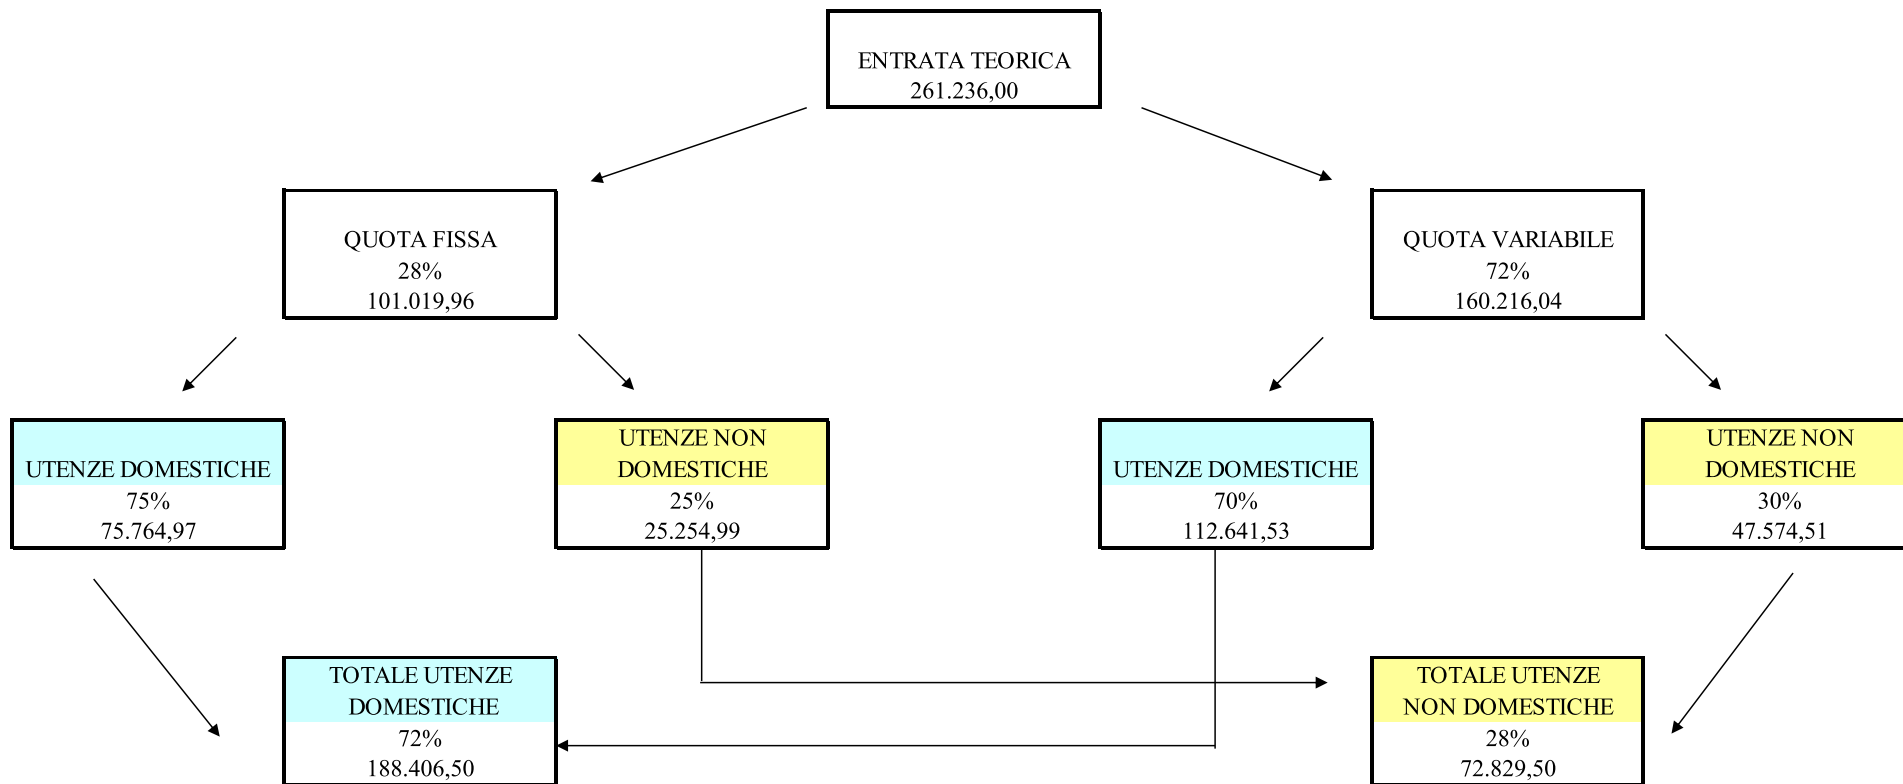 ENTRATA TEORICA
261.236,00
QUOTA FISSA
28%
101.019,96
QUOTA VARIABILE
72%
160.216,04
UTENZE DOMESTICHE
75%
75.764,97
UTENZE NON
DOMESTICHE
25%
25.254,99
UTENZE DOMESTICHE
70%
112.641,53
UTENZE NON
DOMESTICHE
30%
47.574,51
TOTALE UTENZE
DOMESTICHE
72%
188.406,50
TOTALE UTENZE
NON DOMESTICHE
28%
72.829,50